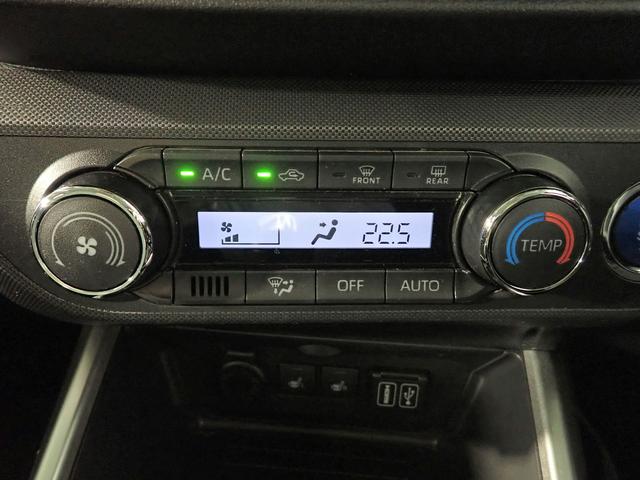 A/C FRONT REAR
22.5
TEMP
OFF AUTO